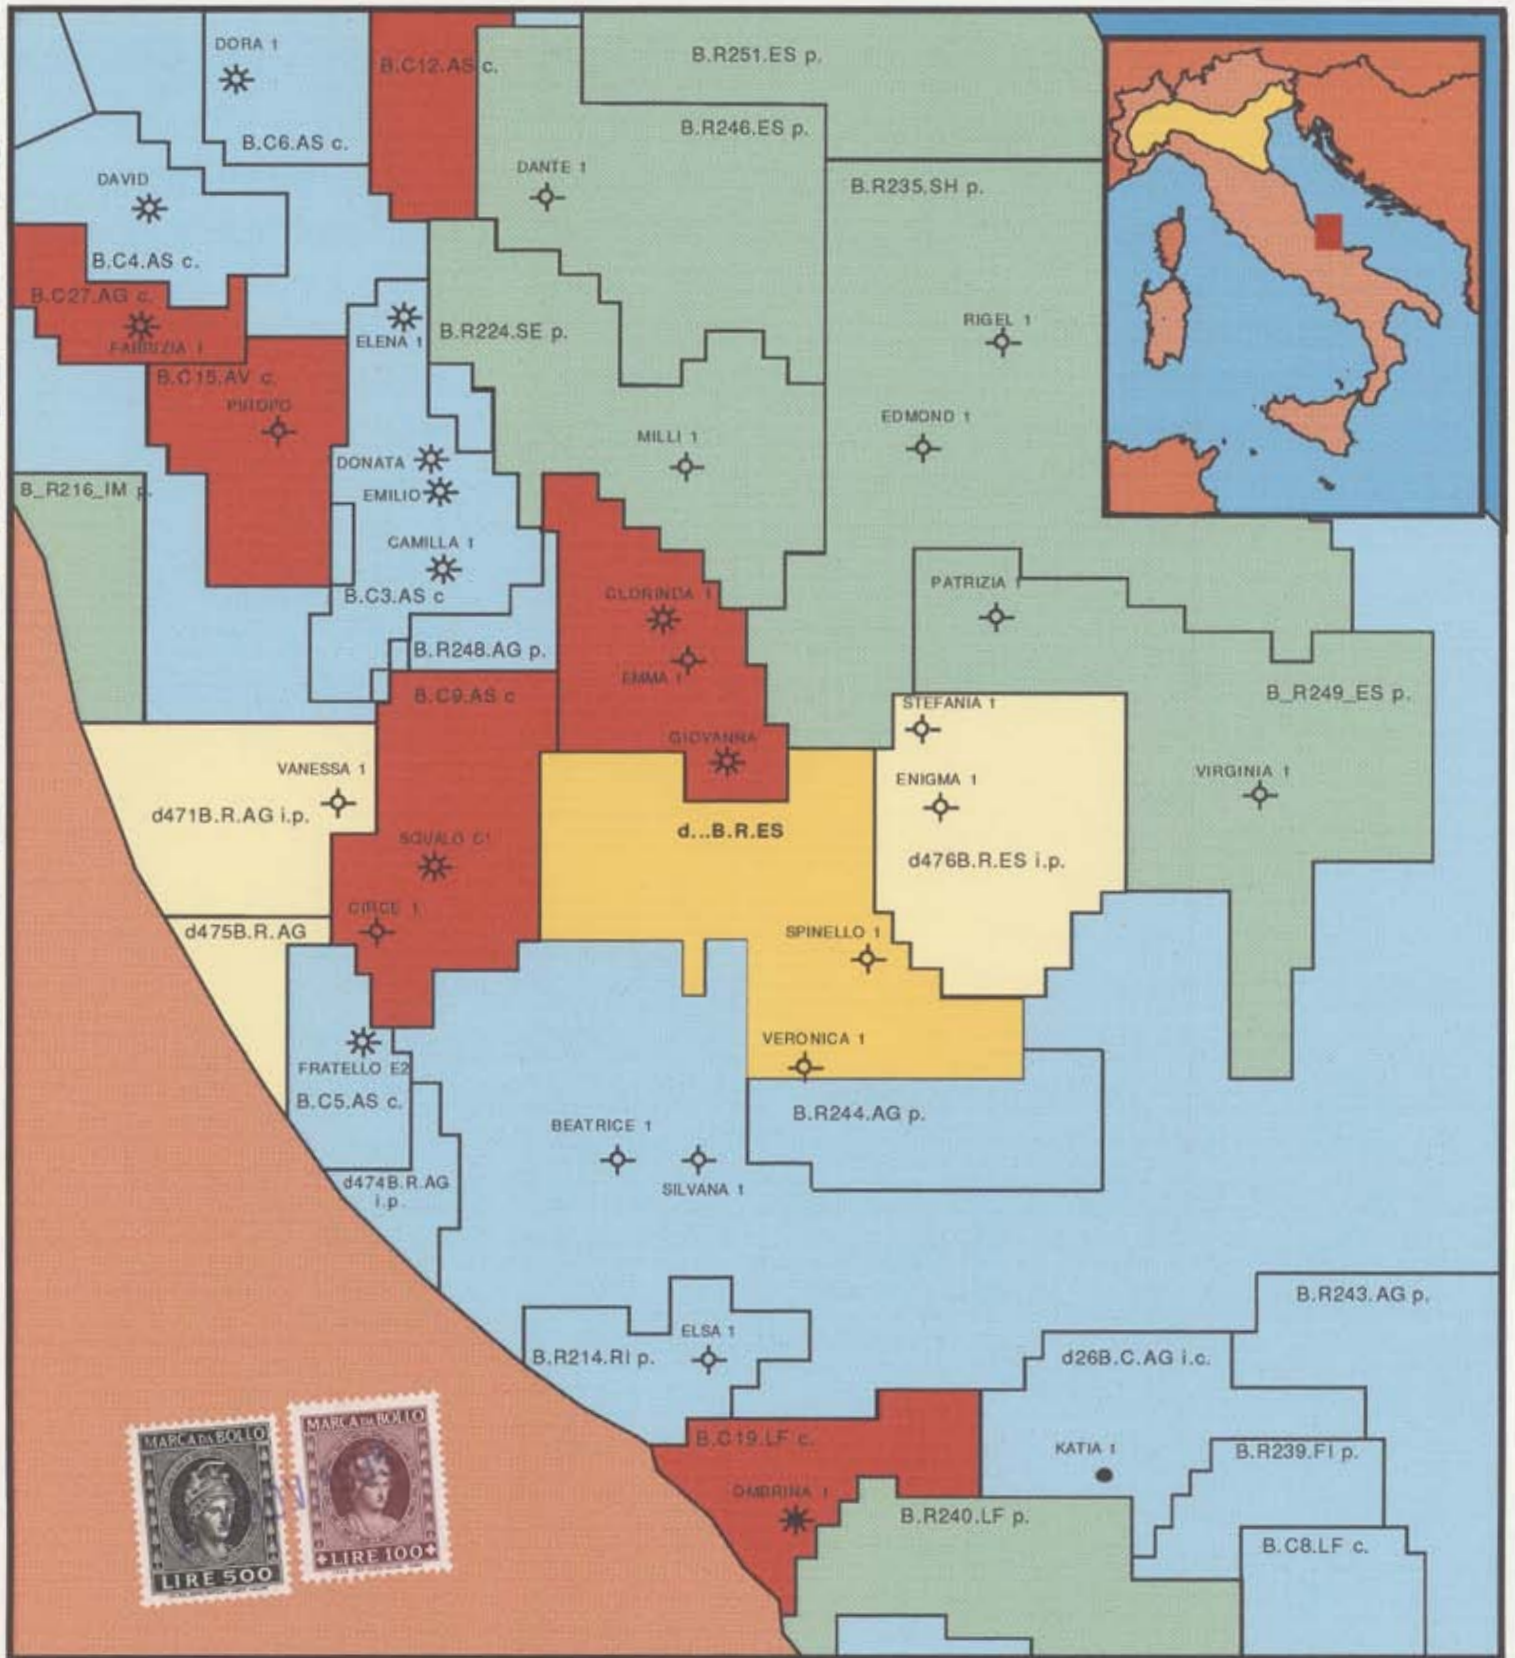 DORA 1
B.C12.AS c.
B.R251.ES p.
B.R246.ES p.
B.C6.AS c.
DANTE 1
DAVID
B.R235.SH p.
B.C4.AS c.
B.C27.AG c.
FABRIZIA 1
ELENA 1
B.R224.SE p.
RIGEL 1
B.C15.AV c.
PIROPO
EDMOND 1
MILLI 1
DONATA
EMILIO
B_R216_IM p.
CAMILLA 1
B.C3.AS c
PATRIZIA 1
CLORINDA 1
B.R248.AG p.
EMMA 1
B.C9.AS c
B_R249_ES p.
STEFANIA 1
GIOVANNA
VANESSA 1
ENIGMA 1
VIRGINIA 1
d471B.R.AG i.p.
d...B.R.ES
SQUALO C1
d476B.R.ES i.p.
CIRCE 1
d475B.R.AG
SPINELLO 1
VERONICA 1
FRATELLO E2
B.C5.AS c.
B.R244.AG p.
BEATRICE 1
SILVANA 1
d474B.R.AG
i.p.
B.R243.AG p.
ELSA 1
B.R214.RI p.
d26B.C.AG i.c.
B.C19.LF c.
KATIA 1
B.R239.FI p.
OMBRINA 1
B.R240.LF p.
B.C8.LF c.
MARCA DA BOLLO
LIRE 500
MARCA DA BOLLO
LIRE 100